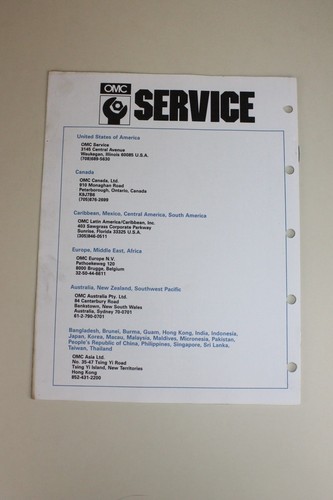 OMC
SERVICE
United States of America
OMC Service
3145 Central Avenue
Waukegan, Illinois 60085 U.S.A.
(708)689-5630
Canada
OMC Canada, Ltd.
910 Monaghan Road
Peterborough, Ontario, Canada
K9J7B6
(705)876-2698
Caribbean, Mexico, Central America, South America
OMC Latin America/Caribbean, Inc.
403 Sawgrass Corporate Parkway
Sunrise, Florida 33325 U.S.A.
(305)846-0511
Europe, Middle East, Africa
OMC Europe N.V.
Pathoekeweg 120
8000 Brugge, Belgium
32-50-44-6811
Australia, New Zealand, Southwest Pacific
OMC Australia Pty. Ltd.
84 Canterbury Road
Bankstown, New South Wales
Australia, Sydney 70-0701
61-2-790-0701
Bangladesh, Brunei, Burma, Guam, Hong Kong, India, Indonesia,
Japan, Korea, Macau, Malaysia, Maldives, Micronesia, Pakistan,
People's Republic of China, Philippines, Singapore, Sri Lanka,
Taiwan, Thailand
OMC Asia Ltd.
No. 35-47 Tsing Yi Road
Tsing Yi Island, New Territories
Hong Kong
852-431-2200